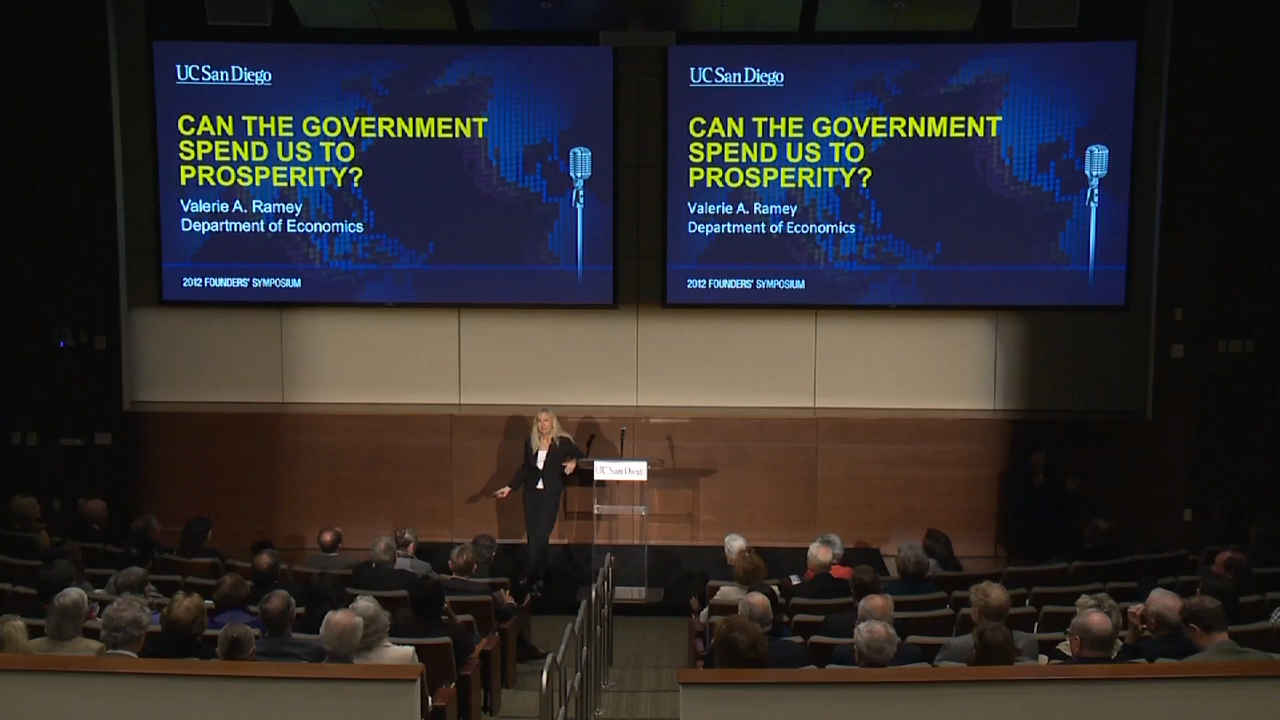 UC San Diego
CAN THE GOVERNMENT
SPEND US TO
PROSPERITY?
Valerie A. Ramey
Department of Economics
2012 FOUNDERS' SYMPOSIUM
UC San Diego
CAN THE GOVERNMENT
SPEND US TO
PROSPERITY?
Valerie A. Ramey
Department of Economics
2012 FOUNDERS' SYMPOSIUM
UC San Diego